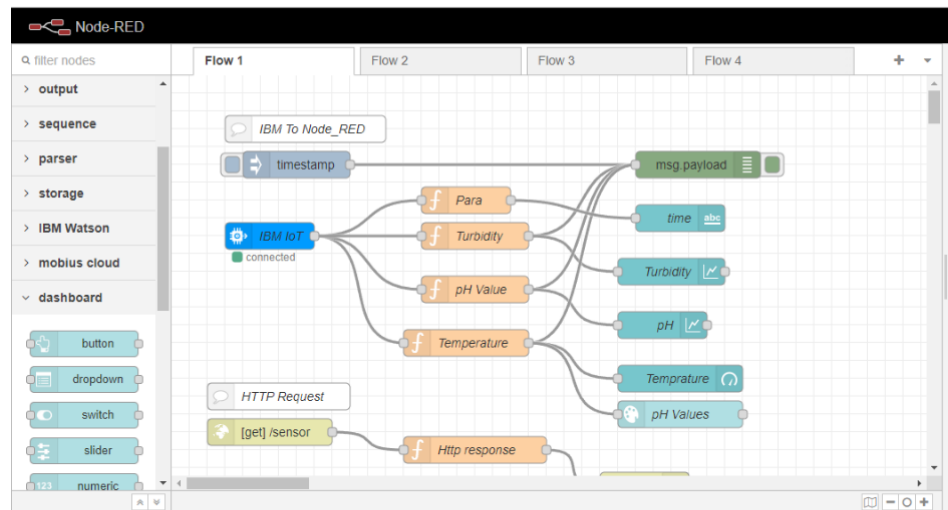 Node-RED
filter nodes
Flow 1
Flow 2
Flow 3
Flow 4
output
sequence
parser
storage
IBM Watson
mobius cloud
dashboard
button
dropdown
switch
slider
123 numeric
IBM To Node_RED
timestamp
msg.payload
Para
time abc
IBM IoT
connected
Turbidity
Turbidity
pH Value
pH
Temperature
Temprature
pH Values
HTTP Request
[get] /sensor
Http response